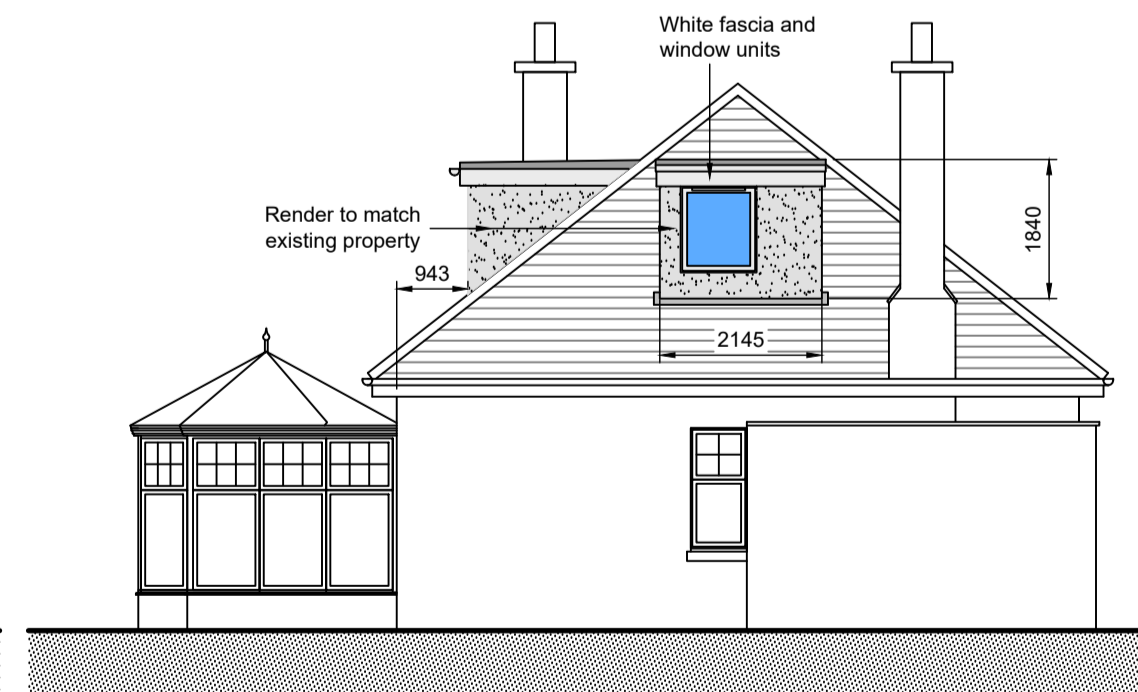 White fascia and
window units
Render to match
existing property
943
1840
2145